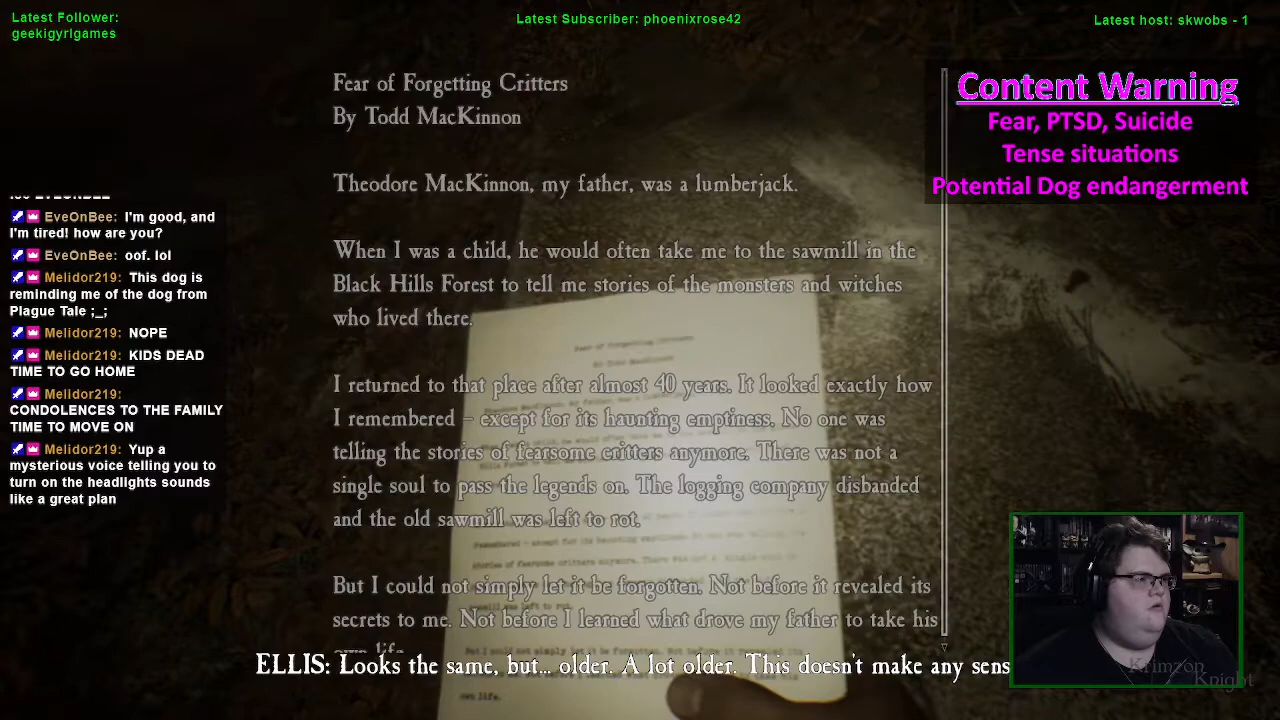 Latest Follower:
geekigyrlgames
Latest Subscriber: phoenixrose42
Latest host: skwobs - 1
Content Warning
Fear, PTSD, Suicide
Tense situations
Potential Dog endangerment
EveOnBee: I'm good, and
I'm tired! how are you?
EveOnBee: oof. lol
Melidor219: This dog is
reminding me of the dog from
Plague Tale ;_;
Melidor219: NOPE
Melidor219: KIDS DEAD
TIME TO GO HOME
Melidor219:
CONDOLENCES TO THE FAMILY
TIME TO MOVE ON
Melidor219: Yup a
mysterious voice telling you to
turn on the headlights sounds
like a great plan
Fear of Forgetting Critters
By Todd MacKinnon
Theodore MacKinnon, my father, was a lumberjack.
When I was a child, he would often take me to the sawmill in the
Black Hills Forest to tell me stories of the monsters and witches
who lived there.
I returned to that place after almost 40 years. It looked exactly how
I remembered – except for its haunting emptiness. No one was
telling the stories of fearsome critters anymore. There was not a
single soul to pass the legends on. The logging company disbanded
and the old sawmill was left to rot.
But I could not simply let it be forgotten. Not before it revealed its
secrets to me. Not before I learned what drove my father to take his
own life.
ELLIS: Looks the same, but... older. A lot older. This doesn't make any sens
Krimzon
Knight